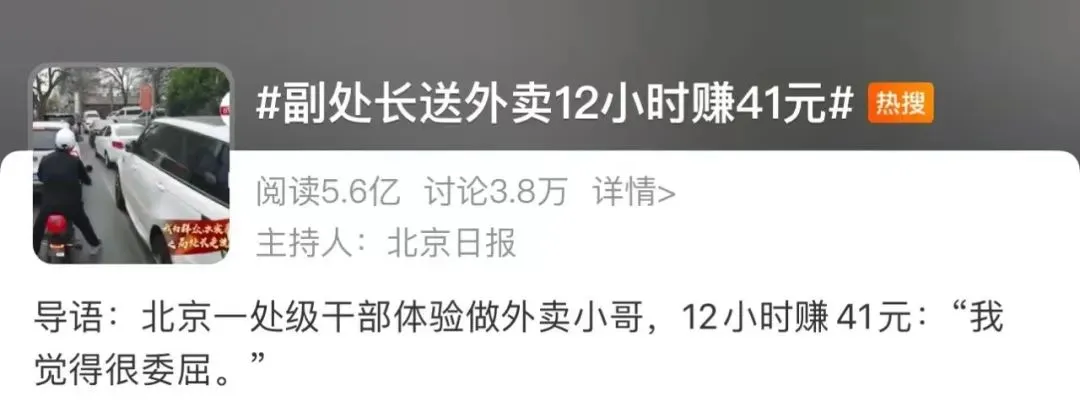 #副处长送外卖12小时赚41元# 热搜
阅读5.6亿 讨论3.8万 详情>
主持人：北京日报
导语：北京一处级干部体验做外卖小哥，12小时赚41元：“我
觉得很委屈。”